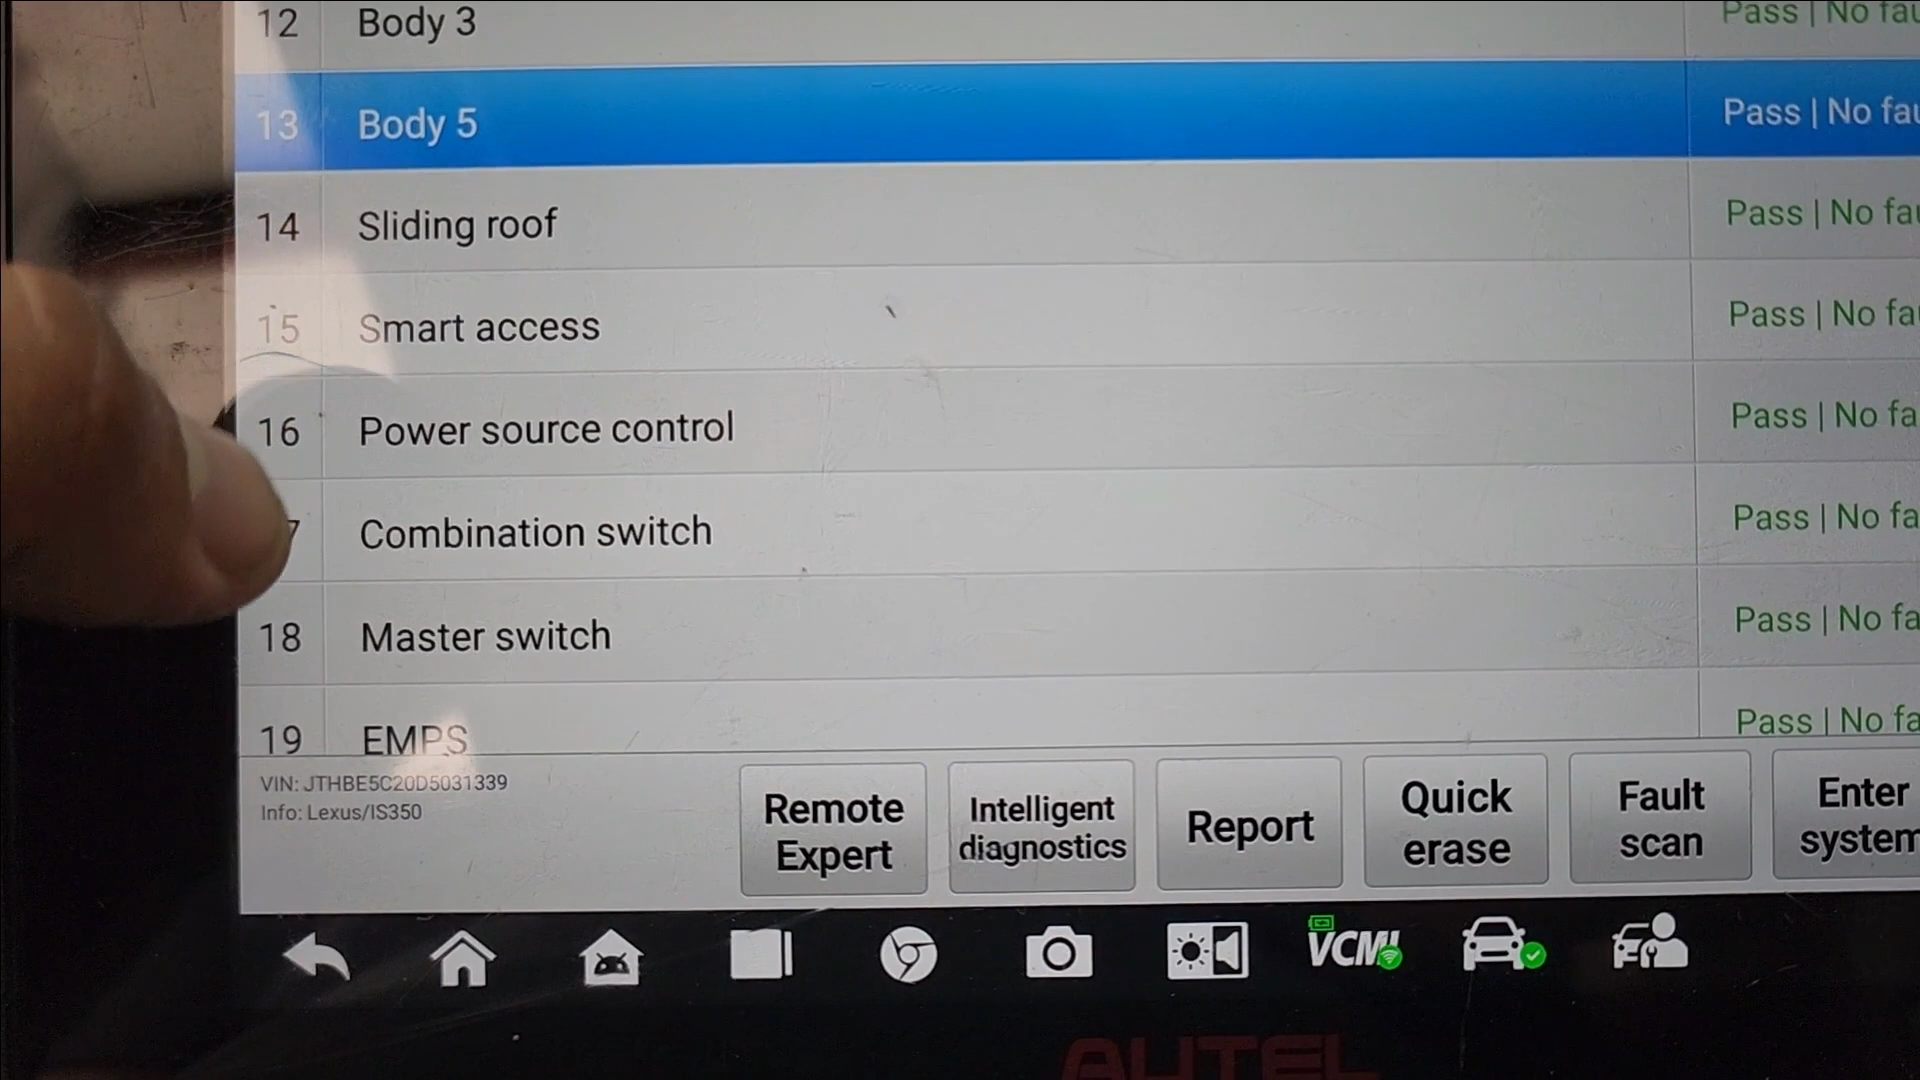 12 Body 3 Pass | No fau
13 Body 5 Pass | No fau
14 Sliding roof Pass | No fau
15 Smart access Pass | No fa
16 Power source control Pass | No fa
7 Combination switch Pass | No fa
18 Master switch Pass | No fa
19 EMPS Pass | No fa
VIN: JTHBE5C20D5031339
Info: Lexus/IS350
Remote Expert
Intelligent diagnostics
Report
Quick erase
Fault scan
Enter system
VCMI
AUTEL